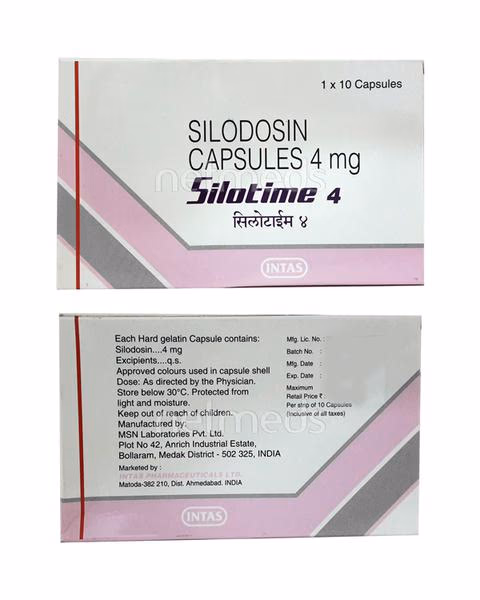 1 x 10 Capsules
SILODOSIN
CAPSULES 4 mg
netmeds
Silotime 4
सिलोटाईम ४
INTAS
Each Hard gelatin Capsule contains:
Silodosin....4 mg
Excipients....q.s.
Approved colours used in capsule shell
Dose: As directed by the Physician.
Store below 30°C. Protected from
light and moisture.
Keep out of reach of children.
Manufactured by:
MSN Laboratories Pvt. Ltd.
Plot No 42, Anrich Industrial Estate,
Bollaram, Medak District - 502 325, INDIA
Marketed by :
INTAS PHARMACEUTICALS LTD.
Matoda-382 210, Dist. Ahmedabad. INDIA
Mfg. Lic. No. :
Batch No. :
Mfg. Date :
Exp. Date :
Maximum
Retail Price ₹ :
Per strip of 10 Capsules
(Inclusive of all taxes)
netmeds
INTAS